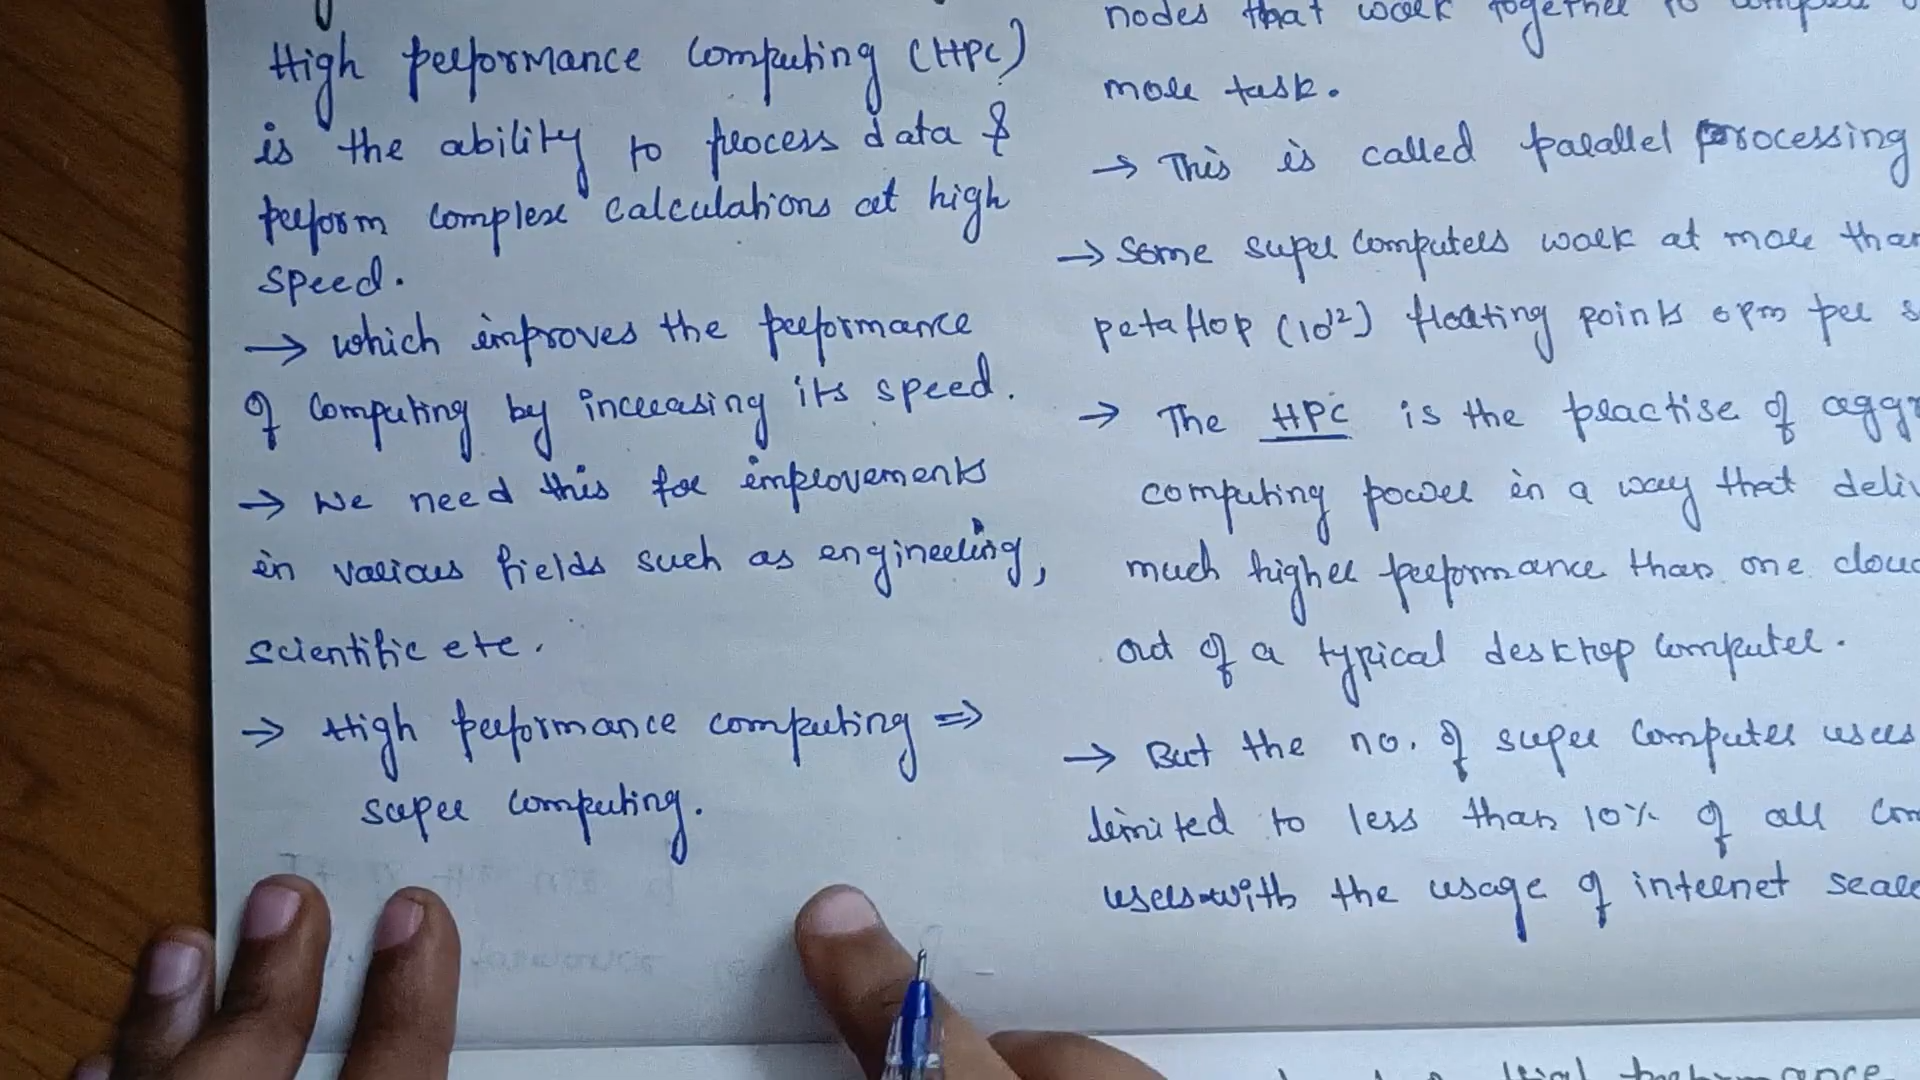 High performance Computing (HPC)
is the ability to process data &
perform complex calculations at high
speed.
→ which improves the performance
of Computing by increasing its speed.
→ We need this for improvements
in various fields such as engineering,
scientific etc.
→ High performance computing ⇒
super computing.
nodes that work together to
more task.
→ This is called parallel processing
→ Some super Computers work at more than
petaflop (10¹²) floating points opn per
→ The HPC is the practise of
computing power in a way that
much higher performance than one
out of a typical desktop Computer.
→ But the no. of super Computer users
limited to less than 10% of all
users with the usage of internet
performance